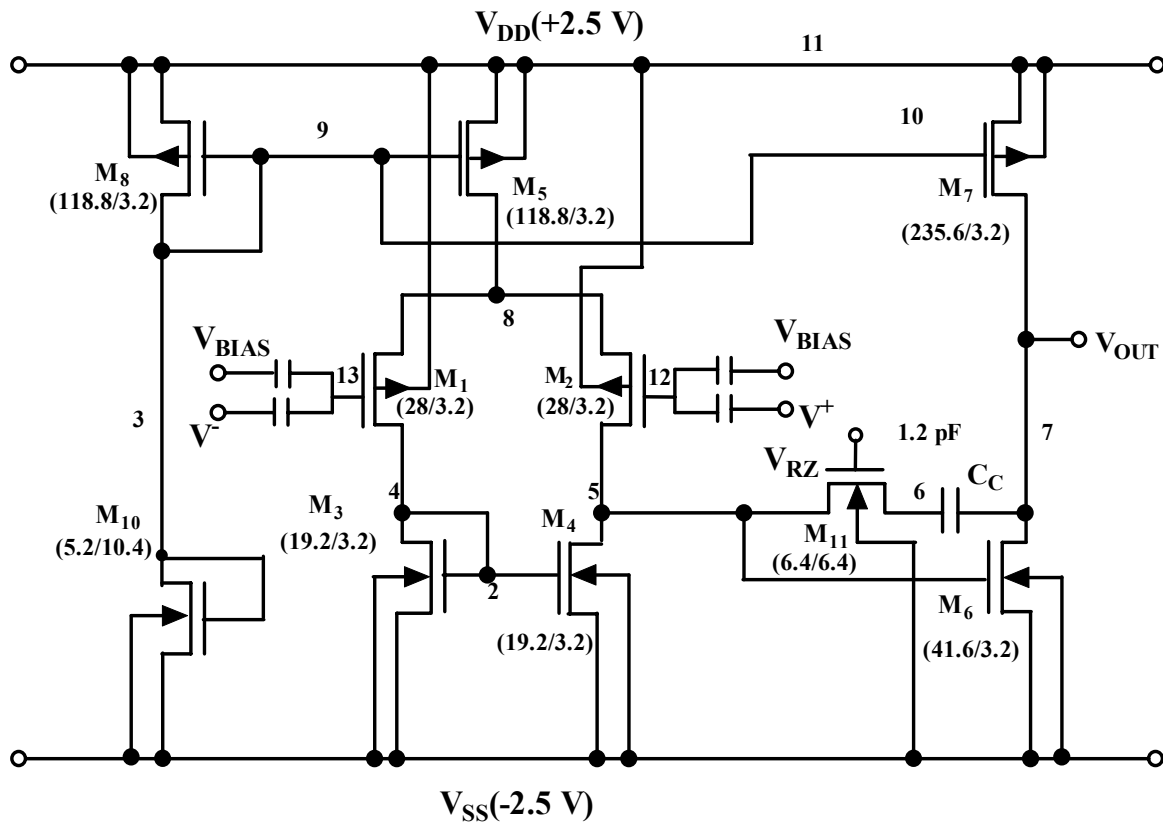 V_DD(+2.5 V)
11
9
10
M_8
(118.8/3.2)
M_5
(118.8/3.2)
M_7
(235.6/3.2)
8
V_BIAS
V_BIAS
V_OUT
13
M_1
(28/3.2)
M_2
(28/3.2)
12
V^-
V^+
3
1.2 pF
7
V_RZ
6
C_C
4
5
M_10
(5.2/10.4)
M_3
(19.2/3.2)
M_4
M_11
(6.4/6.4)
2
(19.2/3.2)
M_6
(41.6/3.2)
V_SS(-2.5 V)